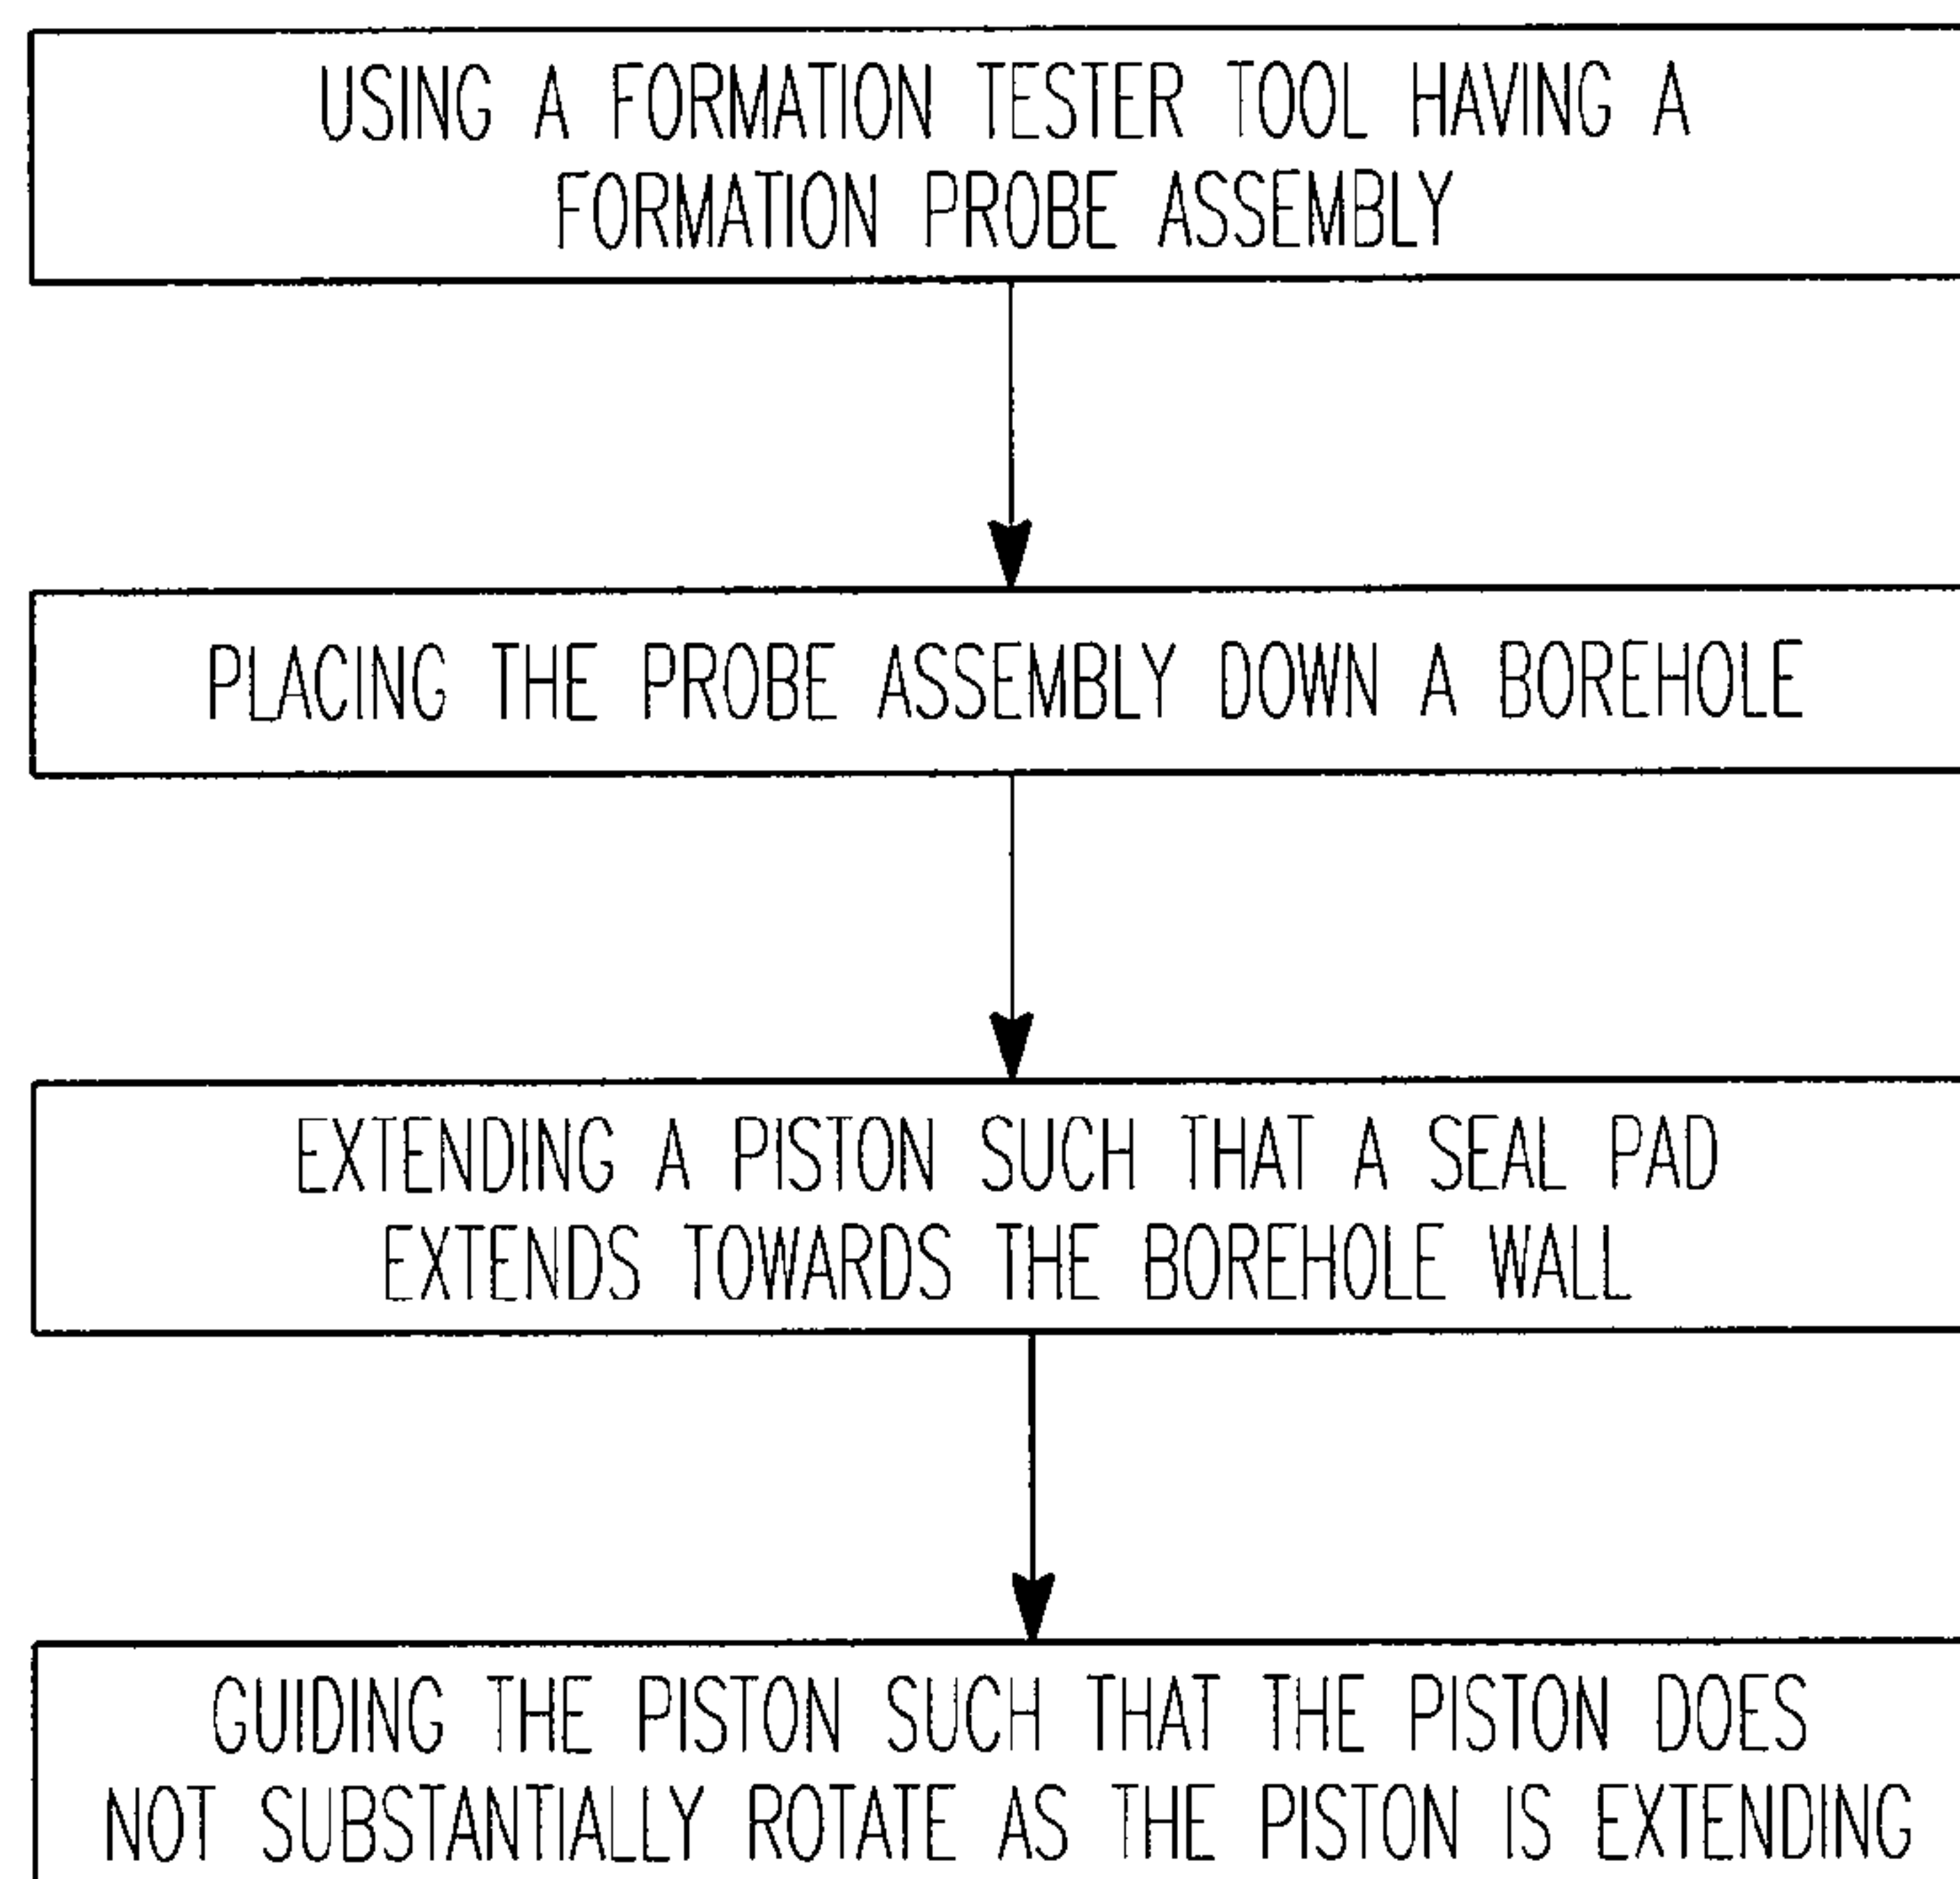 USING A FORMATION TESTER TOOL HAVING A
FORMATION PROBE ASSEMBLY
PLACING THE PROBE ASSEMBLY DOWN A BOREHOLE
EXTENDING A PISTON SUCH THAT A SEAL PAD
EXTENDS TOWARDS THE BOREHOLE WALL
GUIDING THE PISTON SUCH THAT THE PISTON DOES
NOT SUBSTANTIALLY ROTATE AS THE PISTON IS EXTENDING